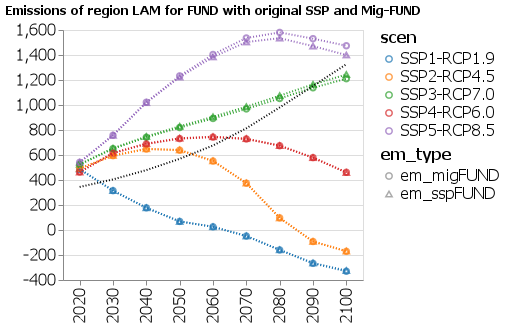 Emissions of region LAM for FUND with original SSP and Mig-FUND
1,600
1,400
1,200
1,000
800
600
400
200
0
-200
-400
2020
2030
2040
2050
2060
2070
2080
2090
2100
scen
SSP1-RCP1.9
SSP2-RCP4.5
SSP3-RCP7.0
SSP4-RCP6.0
SSP5-RCP8.5
em_type
em_migFUND
em_sspFUND